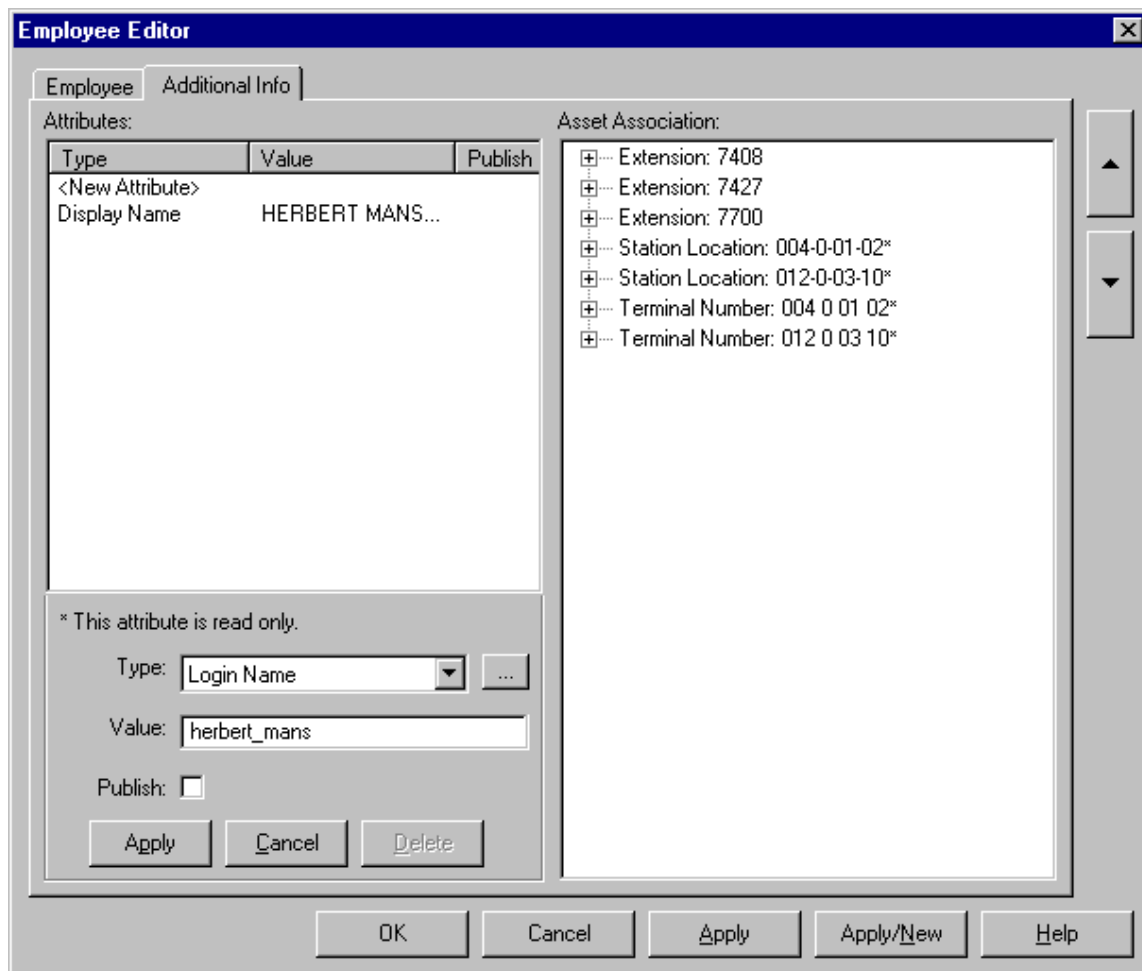 Employee Editor
Employee
Additional Info
Attributes:
Type Value Publish
<New Attribute>
Display Name HERBERT MANS...
* This attribute is read only.
Type: Login Name ...
Value: herbert_mans
Publish:
Apply Cancel Delete
Asset Association:
Extension: 7408
Extension: 7427
Extension: 7700
Station Location: 004-0-01-02*
Station Location: 012-0-03-10*
Terminal Number: 004 0 01 02*
Terminal Number: 012 0 03 10*
OK Cancel Apply Apply/New Help